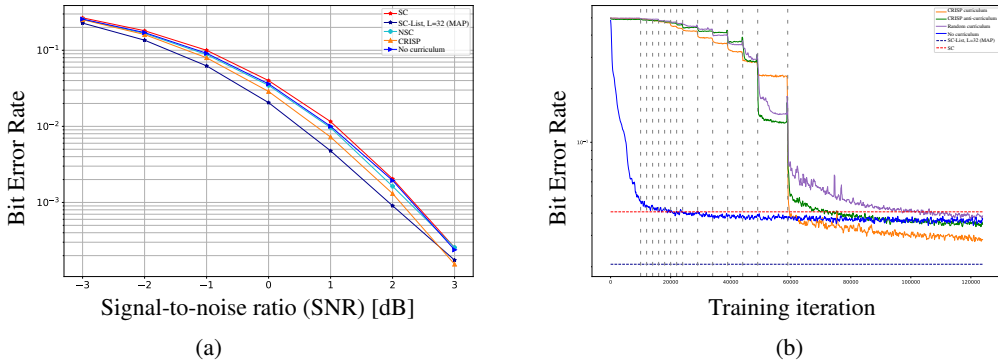 SC
SC-List, L=32 (MAP)
NSC
CRISP
No curriculum
10⁻¹
10⁻²
10⁻³
Bit Error Rate
−3
−2
−1
0
1
2
3
Signal-to-noise ratio (SNR) [dB]
(a)
CRISP curriculum
CRISP anti-curriculum
Random curriculum
No curriculum
SC-List, L=32 (MAP)
SC
Bit Error Rate
0
20000
40000
60000
80000
100000
120000
Training iteration
(b)